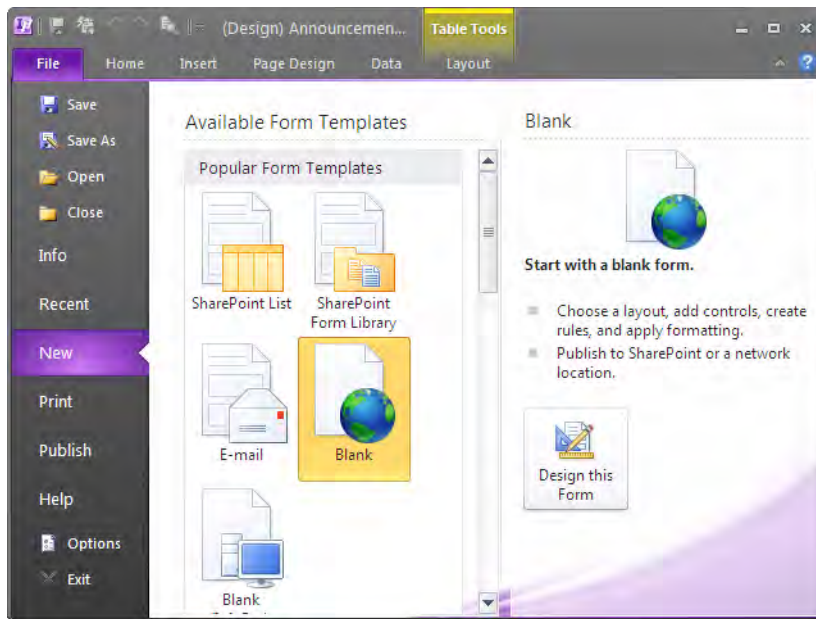 (Design) Announcemen... Table Tools
File Home Insert Page Design Data Layout
Save
Save As
Open
Close
Info
Recent
New
Print
Publish
Help
Options
Exit
Available Form Templates
Popular Form Templates
SharePoint List
SharePoint
Form Library
E-mail
Blank
Blank
Blank
Start with a blank form.
Choose a layout, add controls, create
rules, and apply formatting.
Publish to SharePoint or a network
location.
Design this
Form